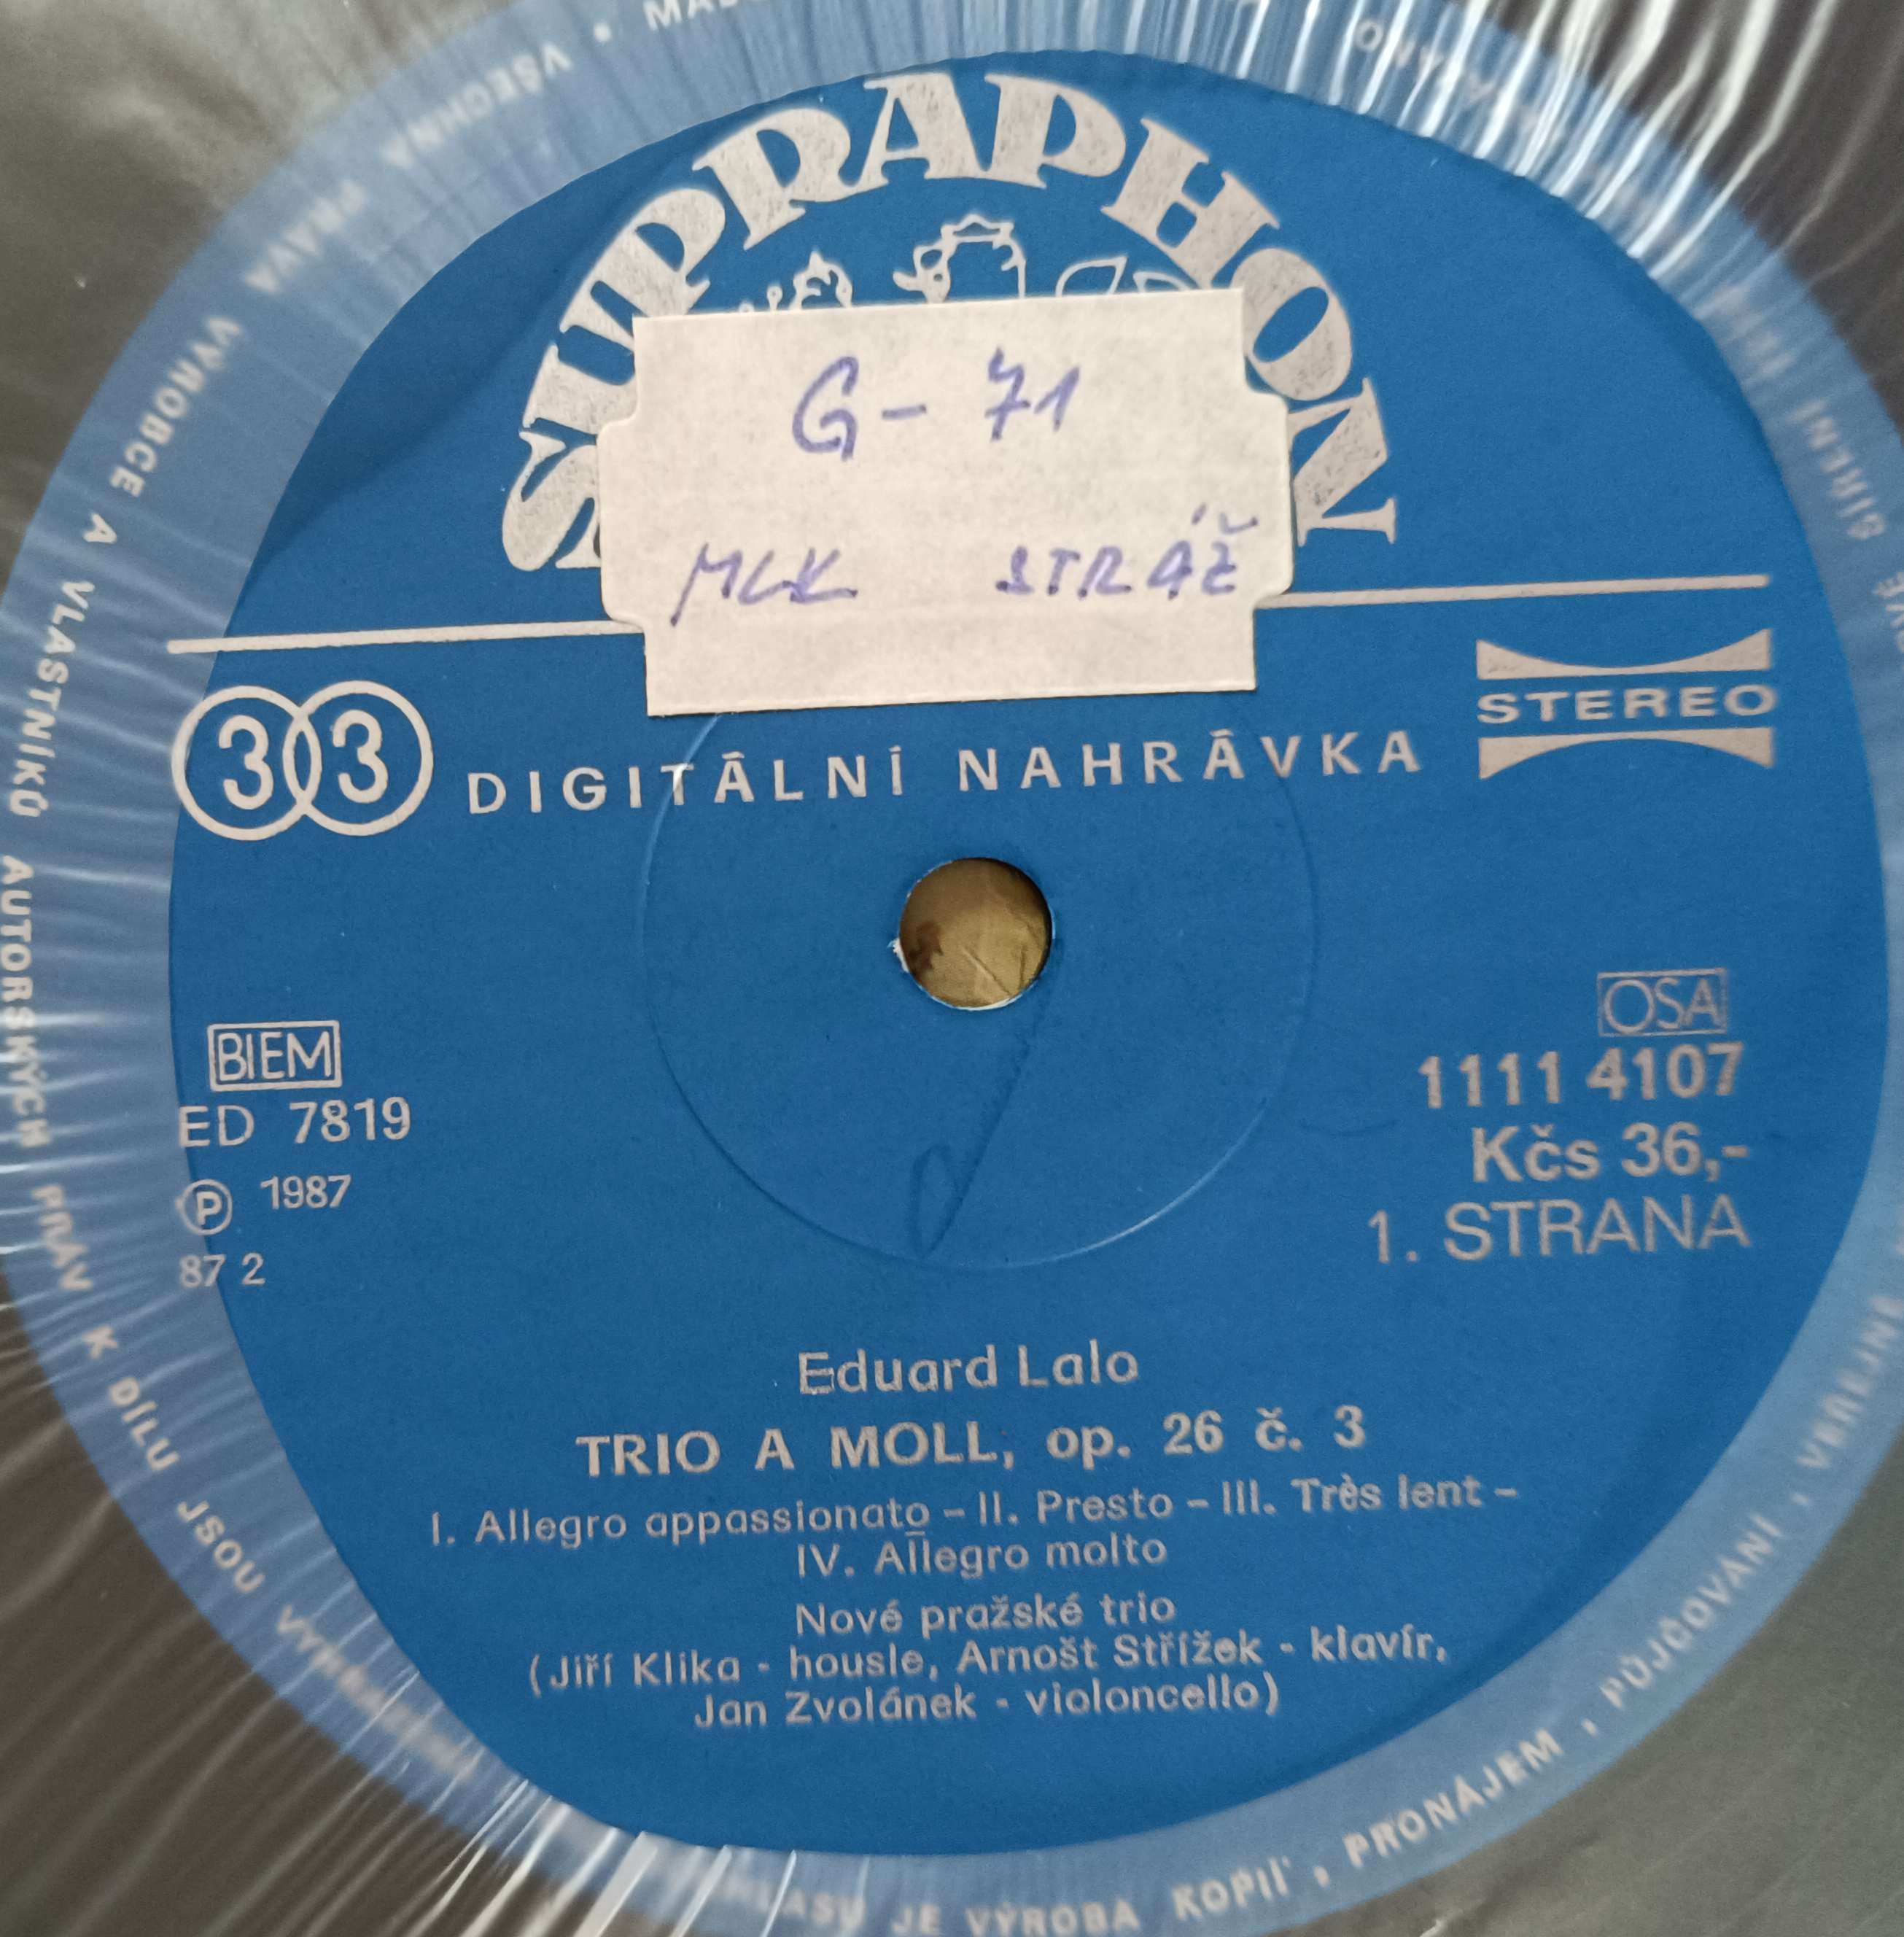 SUPRAPHON
G - 71
MLK STRÁŽ
33
DIGITÁLNÍ NAHRÁVKA
STEREO
BIEM
ED 7819
Ⓟ 1987
87 2
OSA
1111 4107
Kčs 36,-
1. STRANA
Eduard Lalo
TRIO A MOLL, op. 26 č. 3
I. Allegro appassionato – II. Presto – III. Très lent –
IV. Allegro molto
Nové pražské trio
(Jiří Klika - housle, Arnošt Střížek - klavír,
Jan Zvolánek - violoncello)
VŠECHNA PRÁVA VÝROBCE A VLASTNÍKŮ AUTORSKÝCH PRÁV K DÍLU JSOU
JE VÝROBA KOPIÍ, PRONÁJEM, PŮJČOVÁNÍ, VEŘEJNÉ